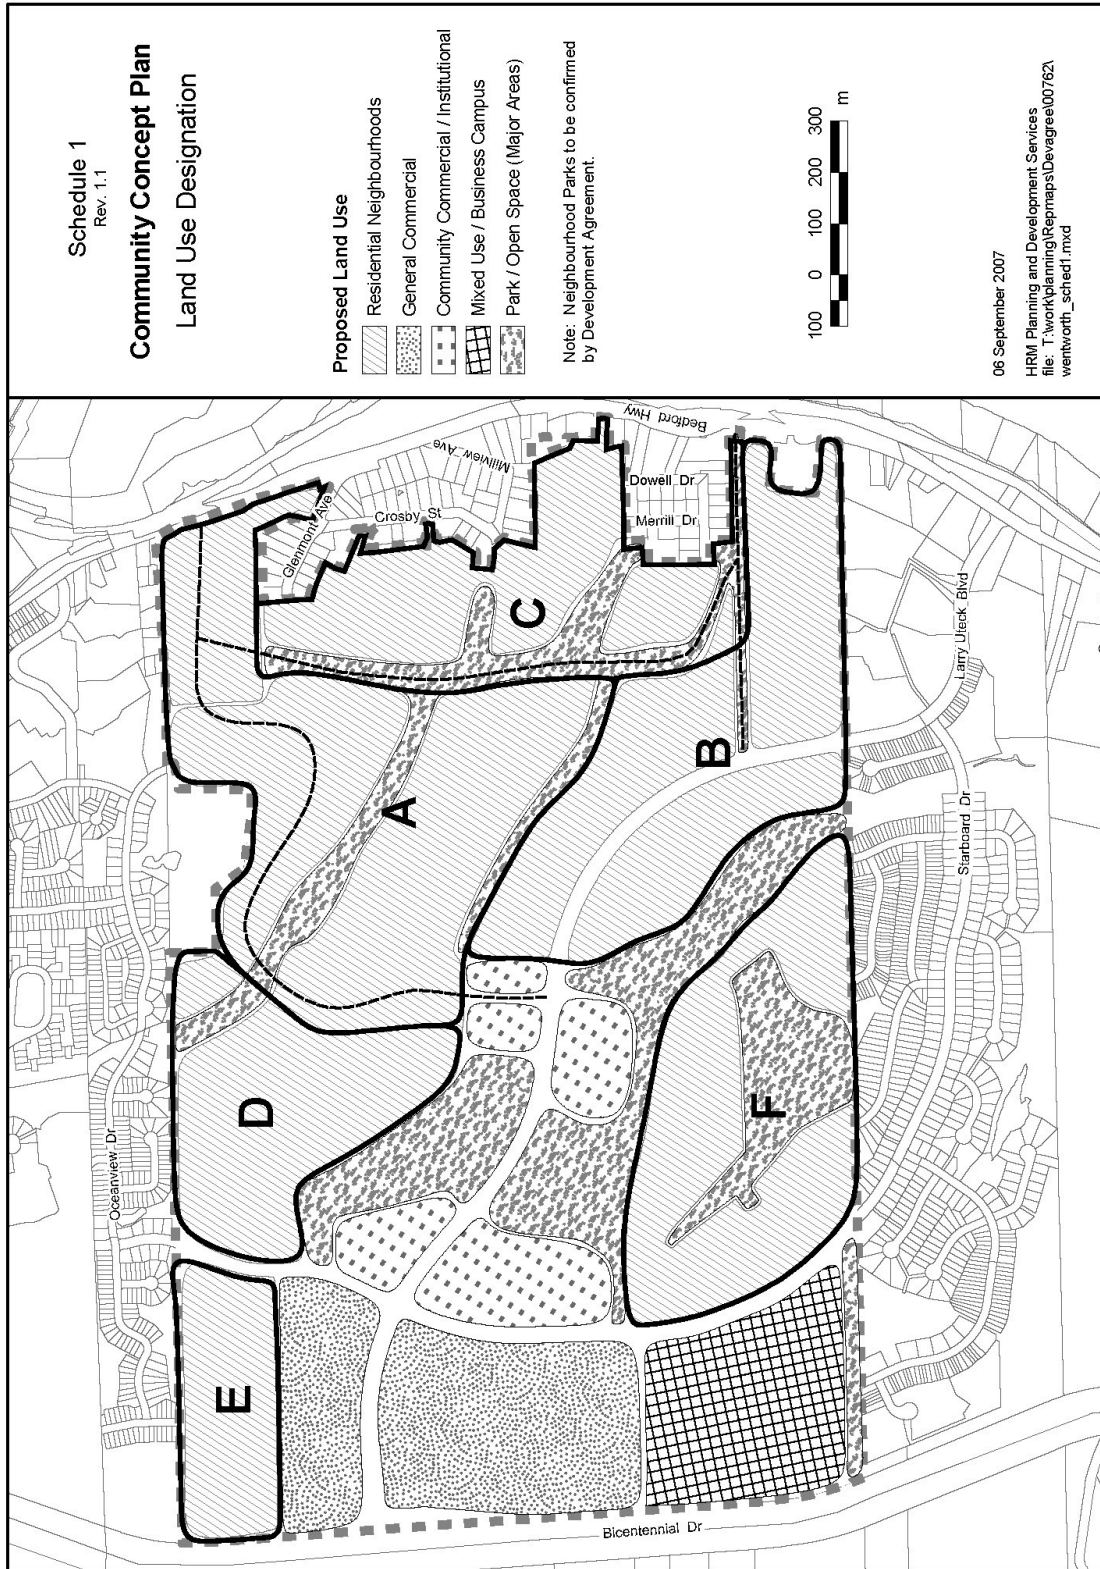 Schedule 1
Rev. 1.1
Community Concept Plan
Land Use Designation
Proposed Land Use
Residential Neighbourhoods
General Commercial
Community Commercial / Institutional
Mixed Use / Business Campus
Park / Open Space (Major Areas)
Note: Neighbourhood Parks to be confirmed
by Development Agreement.
100 0 100 200 300
m
06 September 2007
HRM Planning and Development Services
file: T:\work\planning\Repmaps\Devagree\00762\
wentworth_sched1.mxd
Bedford Hwy
Millview Ave
Glenmont Ave
Crosby St
Dowell Dr
Merrill Dr
C
Larry Uteck Blvd
A
B
Starboard Dr
Oceanview Dr
D
F
E
Bicentennial Dr